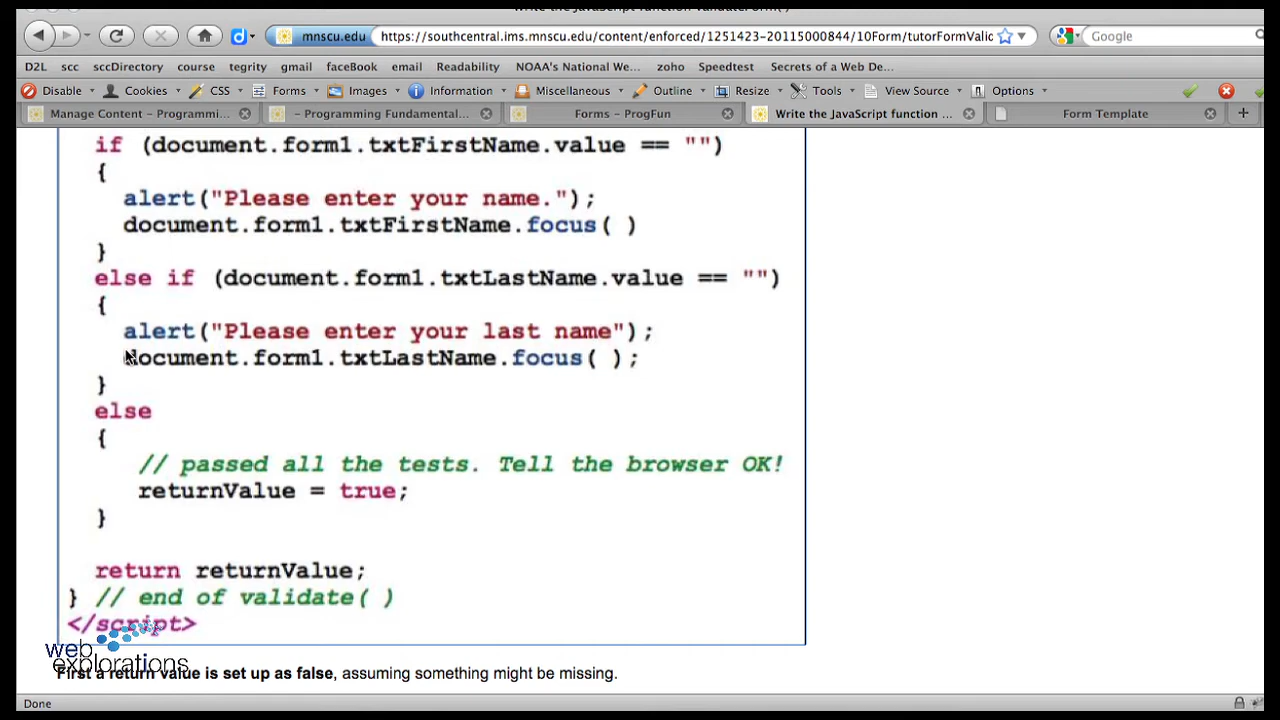 Write the JavaScript function validateForm()
mnscu.edu https://southcentral.ims.mnscu.edu/content/enforced/1251423-20115000844/10Form/tutorFormValic Google
D2L scc sccDirectory course tegrity gmail faceBook email Readability NOAA's National We... zoho Speedtest Secrets of a Web De...
Disable Cookies CSS Forms Images Information Miscellaneous Outline Resize Tools View Source Options
Manage Content - Programmi... - Programming Fundamental... Forms - ProgFun Write the JavaScript function ... Form Template
if (document.form1.txtFirstName.value == "")
{
alert("Please enter your name.");
document.form1.txtFirstName.focus( )
}
else if (document.form1.txtLastName.value == "")
{
alert("Please enter your last name");
document.form1.txtLastName.focus( );
}
else
{
// passed all the tests. Tell the browser OK!
returnValue = true;
}
return returnValue;
} // end of validate( )
</script>
web explorations
First a return value is set up as false, assuming something might be missing.
Done